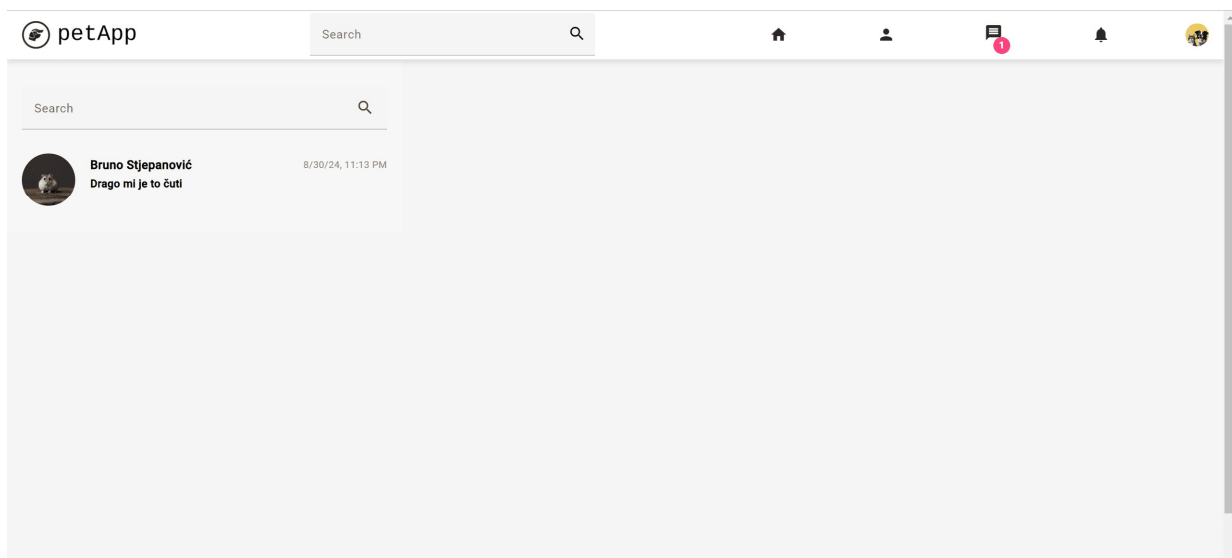 petApp
Search
1
Search
Bruno Stjepanović 8/30/24, 11:13 PM
Drago mi je to čuti